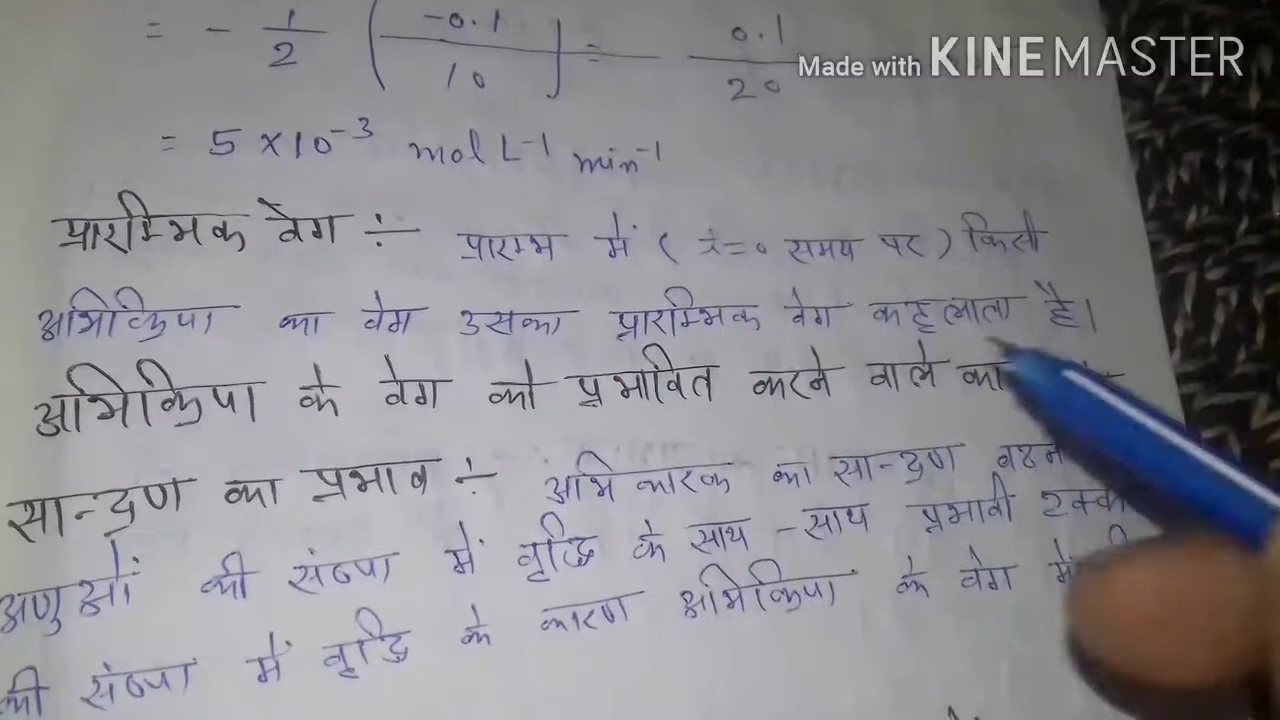 = - 1/2 (-0.1/10) = - 0.1/20
Made with KINEMASTER
= 5 × 10⁻³ mol L⁻¹ min⁻¹
प्रारम्भिक वेग ÷ प्रारम्भ में ( t=0 समय पर ) किसी
अभिक्रिया का वेग उसका प्रारम्भिक वेग कहलाता है।
अभिक्रिया के वेग को प्रभावित करने वाले
सान्द्रण का प्रभाव ÷ अभिकारक का सान्द्रण
अणुओं की संख्या में वृद्धि के साथ - साथ प्रभावी
की संख्या में वृद्धि के कारण अभिक्रिया के वेग में